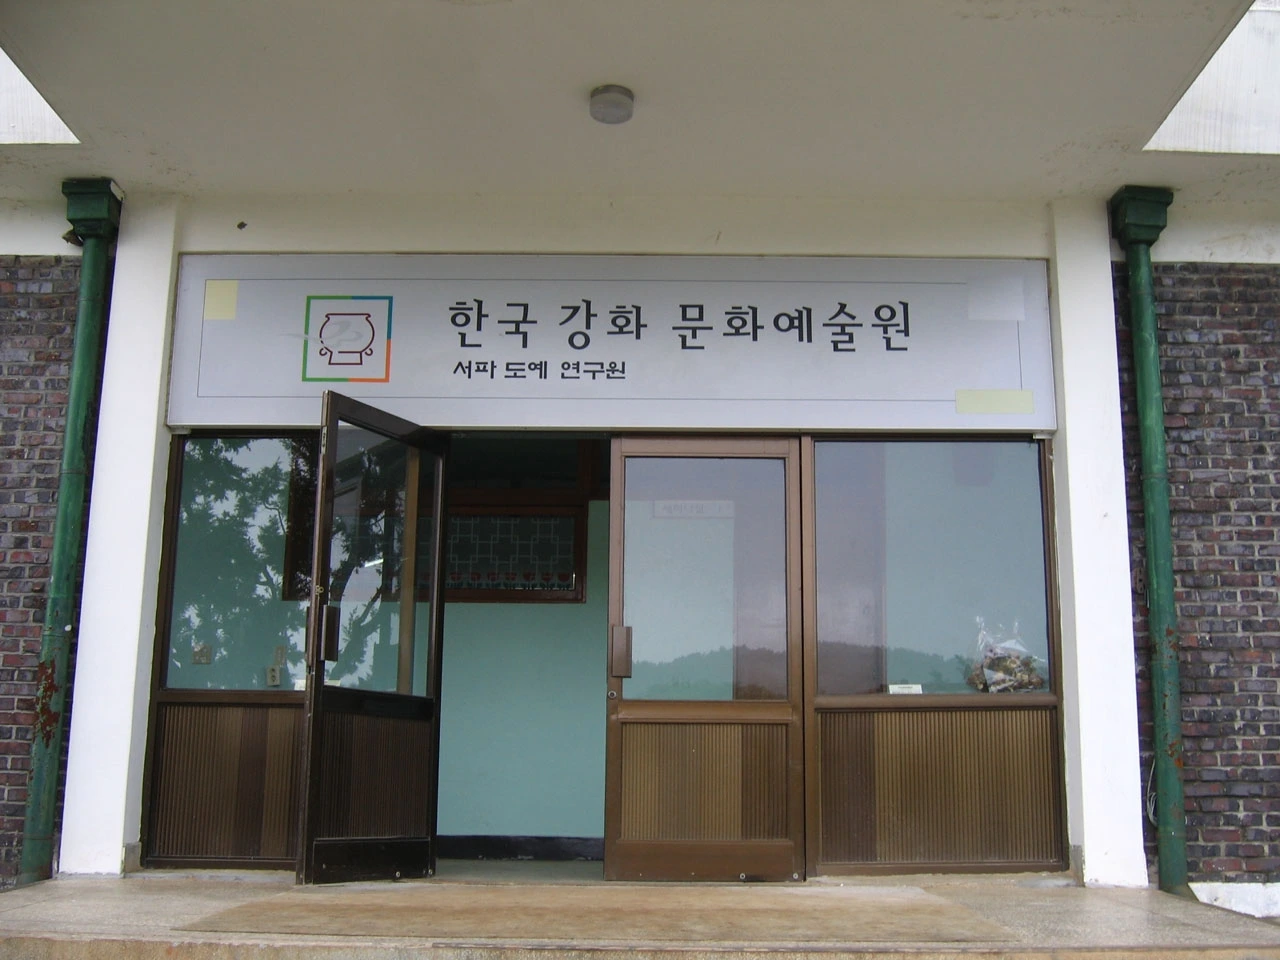 한국 강화 문화예술원
서파 도예 연구원